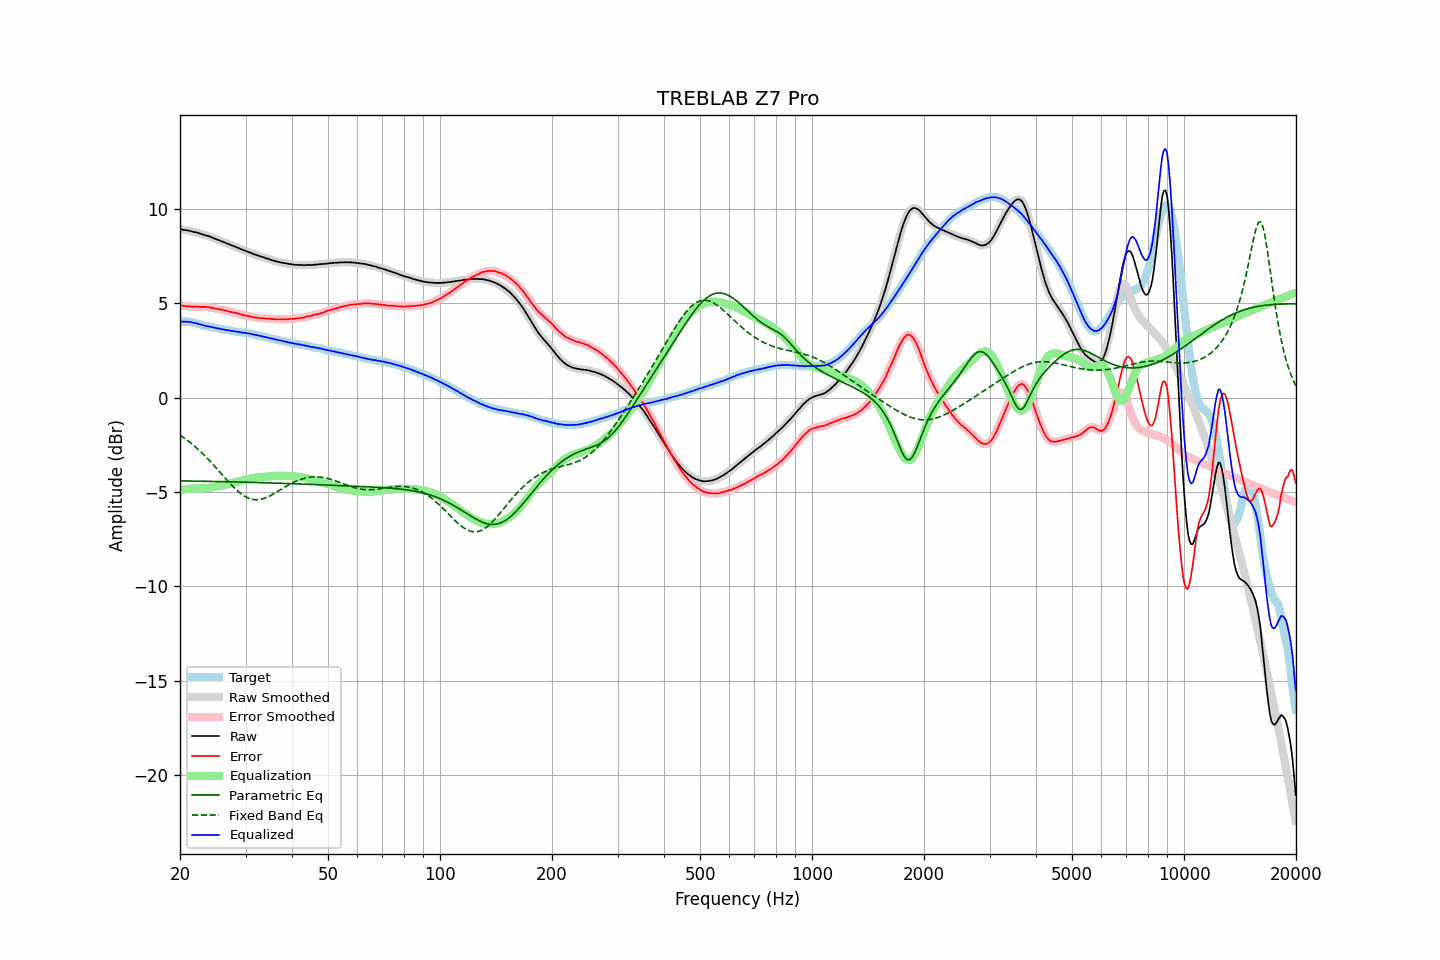 TREBLAB Z7 Pro
Amplitude (dBr)
10
5
0
−5
−10
−15
−20
Target
Raw Smoothed
Error Smoothed
Raw
Error
Equalization
Parametric Eq
Fixed Band Eq
Equalized
20 50 100 200 500 1000 2000 5000 10000 20000
Frequency (Hz)